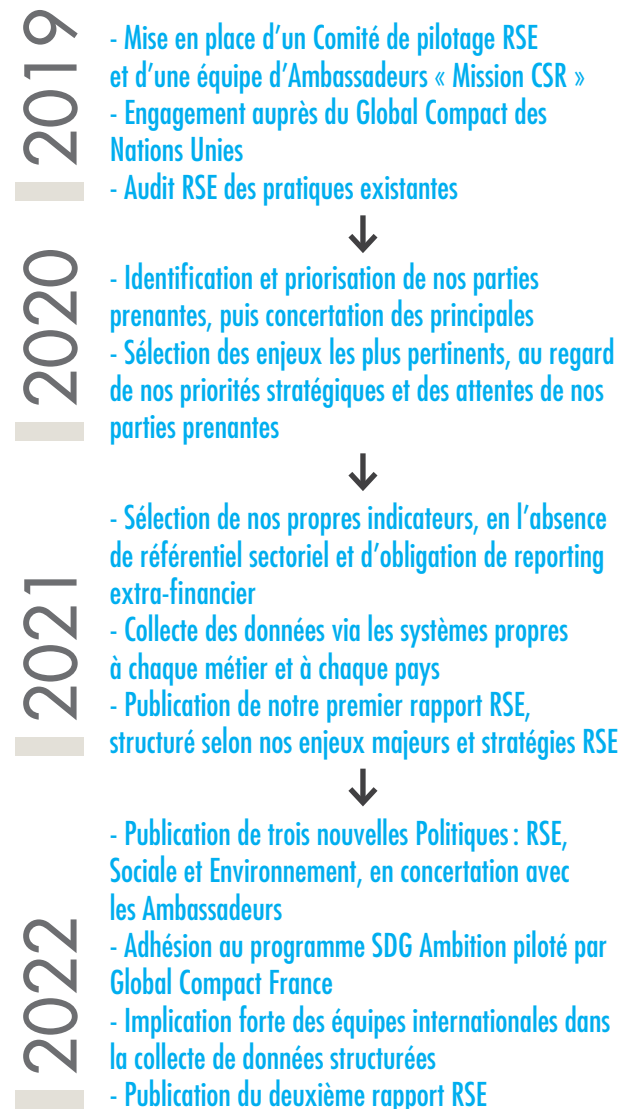 2019
- Mise en place d’un Comité de pilotage RSE
et d’une équipe d’Ambassadeurs « Mission CSR »
- Engagement auprès du Global Compact des
Nations Unies
- Audit RSE des pratiques existantes
2020
- Identification et priorisation de nos parties
prenantes, puis concertation des principales
- Sélection des enjeux les plus pertinents, au regard
de nos priorités stratégiques et des attentes de nos
parties prenantes
2021
- Sélection de nos propres indicateurs, en l’absence
de référentiel sectoriel et d’obligation de reporting
extra-financier
- Collecte des données via les systèmes propres
à chaque métier et à chaque pays
- Publication de notre premier rapport RSE,
structuré selon nos enjeux majeurs et stratégies RSE
2022
- Publication de trois nouvelles Politiques : RSE,
Sociale et Environnement, en concertation avec
les Ambassadeurs
- Adhésion au programme SDG Ambition piloté par
Global Compact France
- Implication forte des équipes internationales dans
la collecte de données structurées
- Publication du deuxième rapport RSE